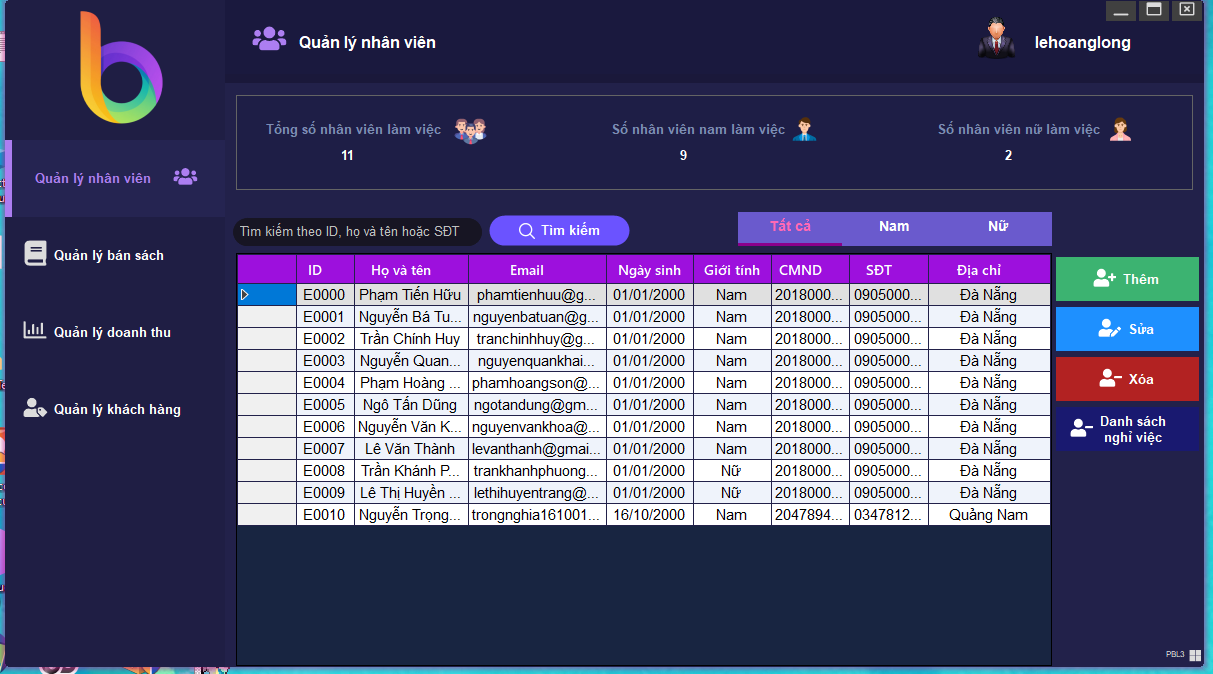 Quản lý nhân viên
lehoanglong
Tổng số nhân viên làm việc
11
Số nhân viên nam làm việc
9
Số nhân viên nữ làm việc
2
Quản lý nhân viên
Quản lý bán sách
Quản lý doanh thu
Quản lý khách hàng
Tìm kiếm theo ID, họ và tên hoặc SĐT
Tìm kiếm
Tất cả Nam Nữ
ID Họ và tên Email Ngày sinh Giới tính CMND SĐT Địa chỉ
E0000 Phạm Tiến Hữu phamtienhuu@g... 01/01/2000 Nam 2018000... 0905000... Đà Nẵng
E0001 Nguyễn Bá Tu... nguyenbatuan@g... 01/01/2000 Nam 2018000... 0905000... Đà Nẵng
E0002 Trần Chính Huy tranchinhhuy@g... 01/01/2000 Nam 2018000... 0905000... Đà Nẵng
E0003 Nguyễn Quan... nguyenquankhai... 01/01/2000 Nam 2018000... 0905000... Đà Nẵng
E0004 Phạm Hoàng ... phamhoangson@... 01/01/2000 Nam 2018000... 0905000... Đà Nẵng
E0005 Ngô Tấn Dũng ngotandung@gm... 01/01/2000 Nam 2018000... 0905000... Đà Nẵng
E0006 Nguyễn Văn K... nguyenvankhoa@... 01/01/2000 Nam 2018000... 0905000... Đà Nẵng
E0007 Lê Văn Thành levanthanh@gmai... 01/01/2000 Nam 2018000... 0905000... Đà Nẵng
E0008 Trần Khánh P... trankhanhphuong... 01/01/2000 Nữ 2018000... 0905000... Đà Nẵng
E0009 Lê Thị Huyền ... lethihuyentrang@... 01/01/2000 Nữ 2018000... 0905000... Đà Nẵng
E0010 Nguyễn Trọng... trongnghia161001... 16/10/2000 Nam 2047894... 0347812... Quảng Nam
Thêm
Sửa
Xóa
Danh sách
nghỉ việc
PBL3